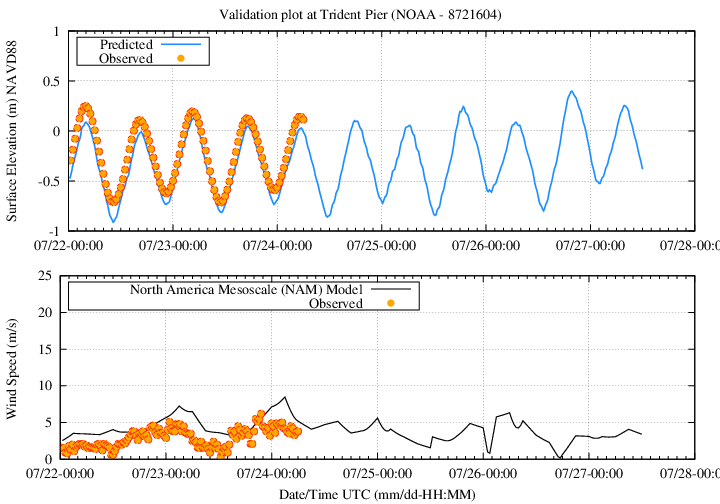 Validation plot at Trident Pier (NOAA - 8721604)
Surface Elevation (m) NAVD88
1
0.5
0
-0.5
-1
Predicted
Observed
07/22-00:00 07/23-00:00 07/24-00:00 07/25-00:00 07/26-00:00 07/27-00:00 07/28-0
Wind Speed (m/s)
25
20
15
10
5
0
North America Mesoscale (NAM) Model
Observed
07/22-00:00 07/23-00:00 07/24-00:00 07/25-00:00 07/26-00:00 07/27-00:00 07/28-0
Date/Time UTC (mm/dd-HH:MM)